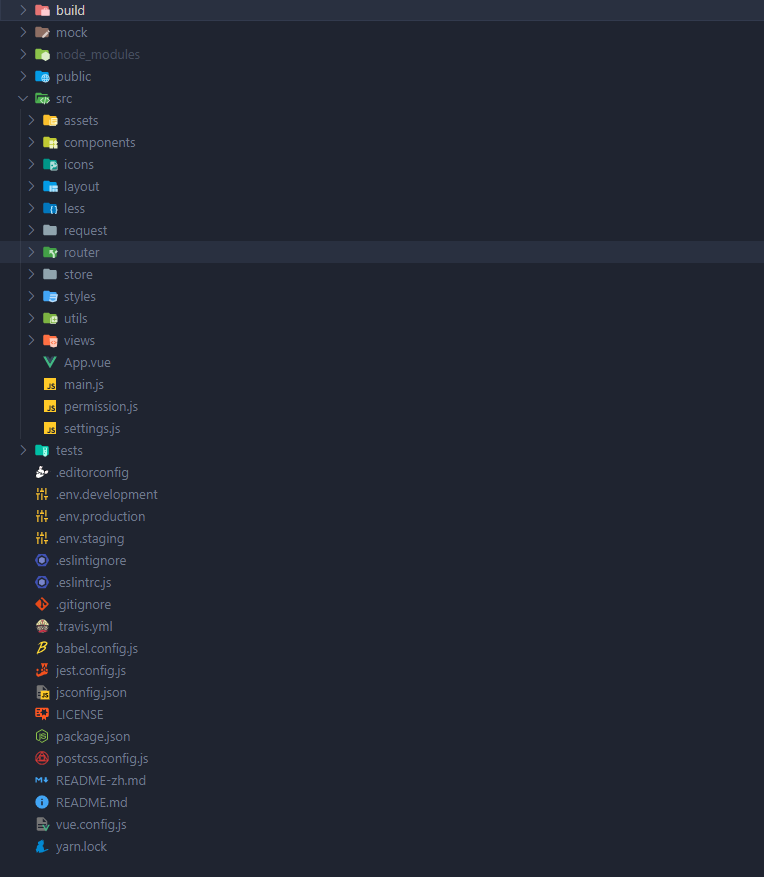 build
mock
node_modules
public
src
assets
components
icons
layout
less
request
router
store
styles
utils
views
App.vue
main.js
permission.js
settings.js
tests
.editorconfig
.env.development
.env.production
.env.staging
.eslintignore
.eslintrc.js
.gitignore
.travis.yml
babel.config.js
jest.config.js
jsconfig.json
LICENSE
package.json
postcss.config.js
README-zh.md
README.md
vue.config.js
yarn.lock